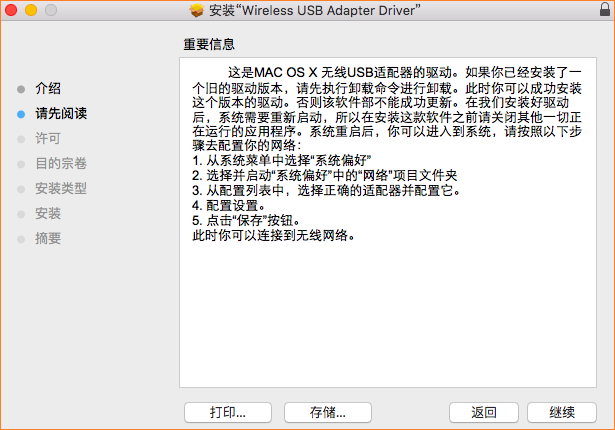 安装“Wireless USB Adapter Driver”
重要信息
介绍
请先阅读
许可
目的宗卷
安装类型
安装
摘要
这是MAC OS X 无线USB适配器的驱动。如果你已经安装了一
个旧的驱动版本，请先执行卸载命令进行卸载。此时你可以成功安装
这个版本的驱动。否则该软件部不能成功更新。在我们安装好驱动
后，系统需要重新启动，所以在安装这款软件之前请关闭其他一切正
在运行的应用程序。系统重启后，你可以进入到系统，请按照以下步
骤去配置你的网络：
1. 从系统菜单中选择“系统偏好”
2. 选择并启动“系统偏好”中的“网络”项目文件夹
3. 从配置列表中，选择正确的适配器并配置它。
4. 配置设置。
5. 点击“保存”按钮。
此时你可以连接到无线网络。
打印...
存储...
返回
继续